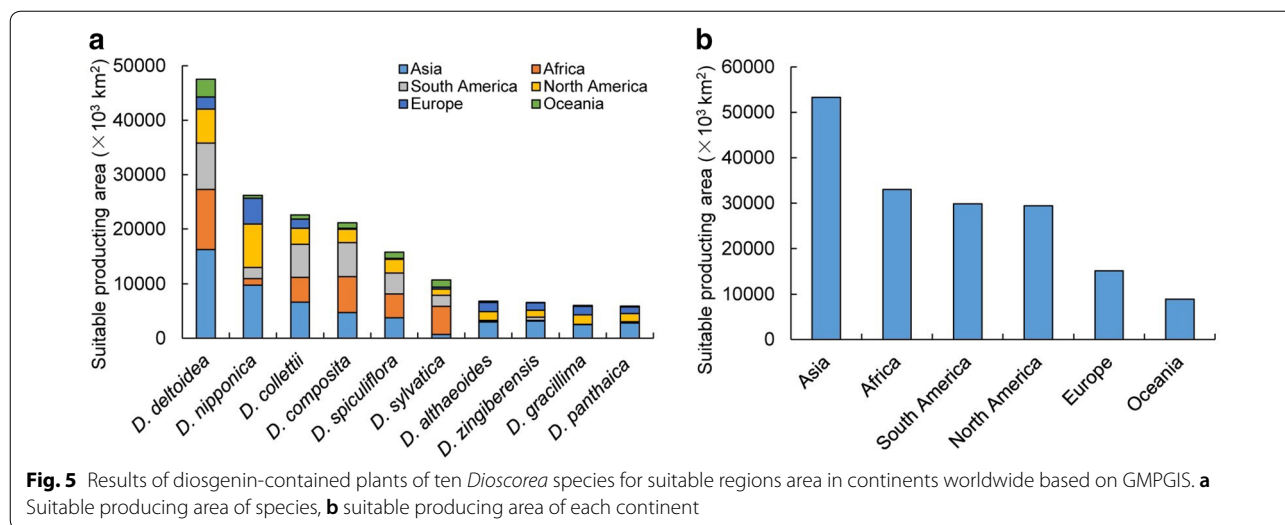 a
Suitable producting area (×10³ km²)
50000
40000
30000
20000
10000
0
Asia
Africa
South America
North America
Europe
Oceania
D. deltoidea
D. nipponica
D. collettii
D. composita
D. spiculiflora
D. sylvatica
D. althaeoides
D. zingiberensis
D. gracillima
D. panthaica
b
Suitable producting area (×10³ km²)
60000
50000
40000
30000
20000
10000
0
Asia
Africa
South America
North America
Europe
Oceania
Fig. 5 Results of diosgenin-contained plants of ten Dioscorea species for suitable regions area in continents worldwide based on GMPGIS. a
Suitable producing area of species, b suitable producing area of each continent